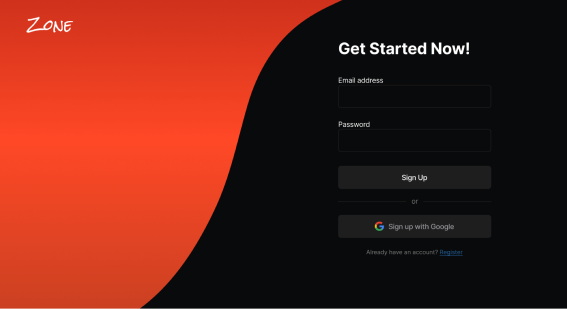 ZONE
Get Started Now!
Email address
Password
Sign Up
or
Sign up with Google
Already have an account? Register